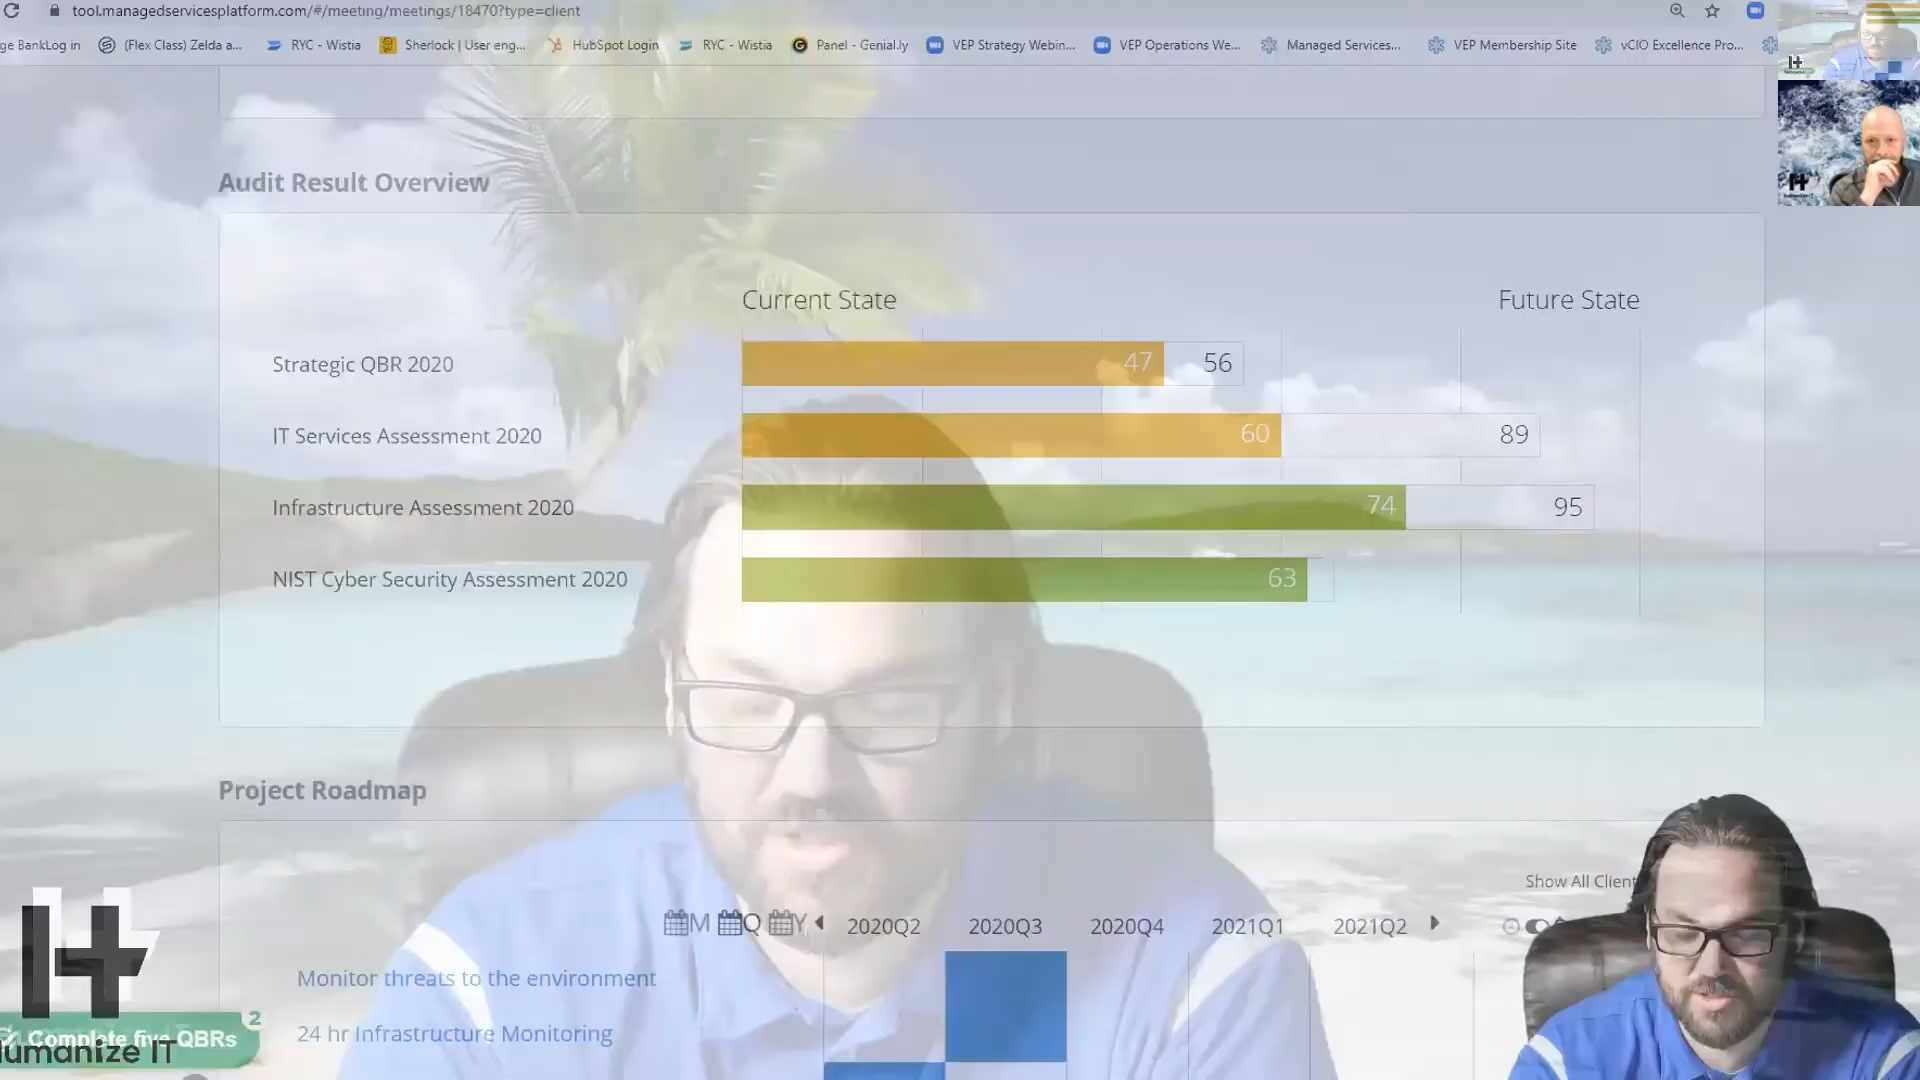 tool.managedservicesplatform.com/#/meeting/meetings/18470?type=client
ge BankLog in (Flex Class) Zelda a... RYC - Wistia Sherlock | User eng... HubSpot Login RYC - Wistia Panel - Genial.ly VEP Strategy Webin... VEP Operations We... Managed Services... VEP Membership Site vCIO Excellence Pro...
Audit Result Overview
Current State Future State
Strategic QBR 2020 47 56
IT Services Assessment 2020 60 89
Infrastructure Assessment 2020 74 95
NIST Cyber Security Assessment 2020 63
Project Roadmap
Show All Client
M Q Y 2020Q2 2020Q3 2020Q4 2021Q1 2021Q2
Monitor threats to the environment
24 hr Infrastructure Monitoring
2
Complete five QBRs
Humanize IT